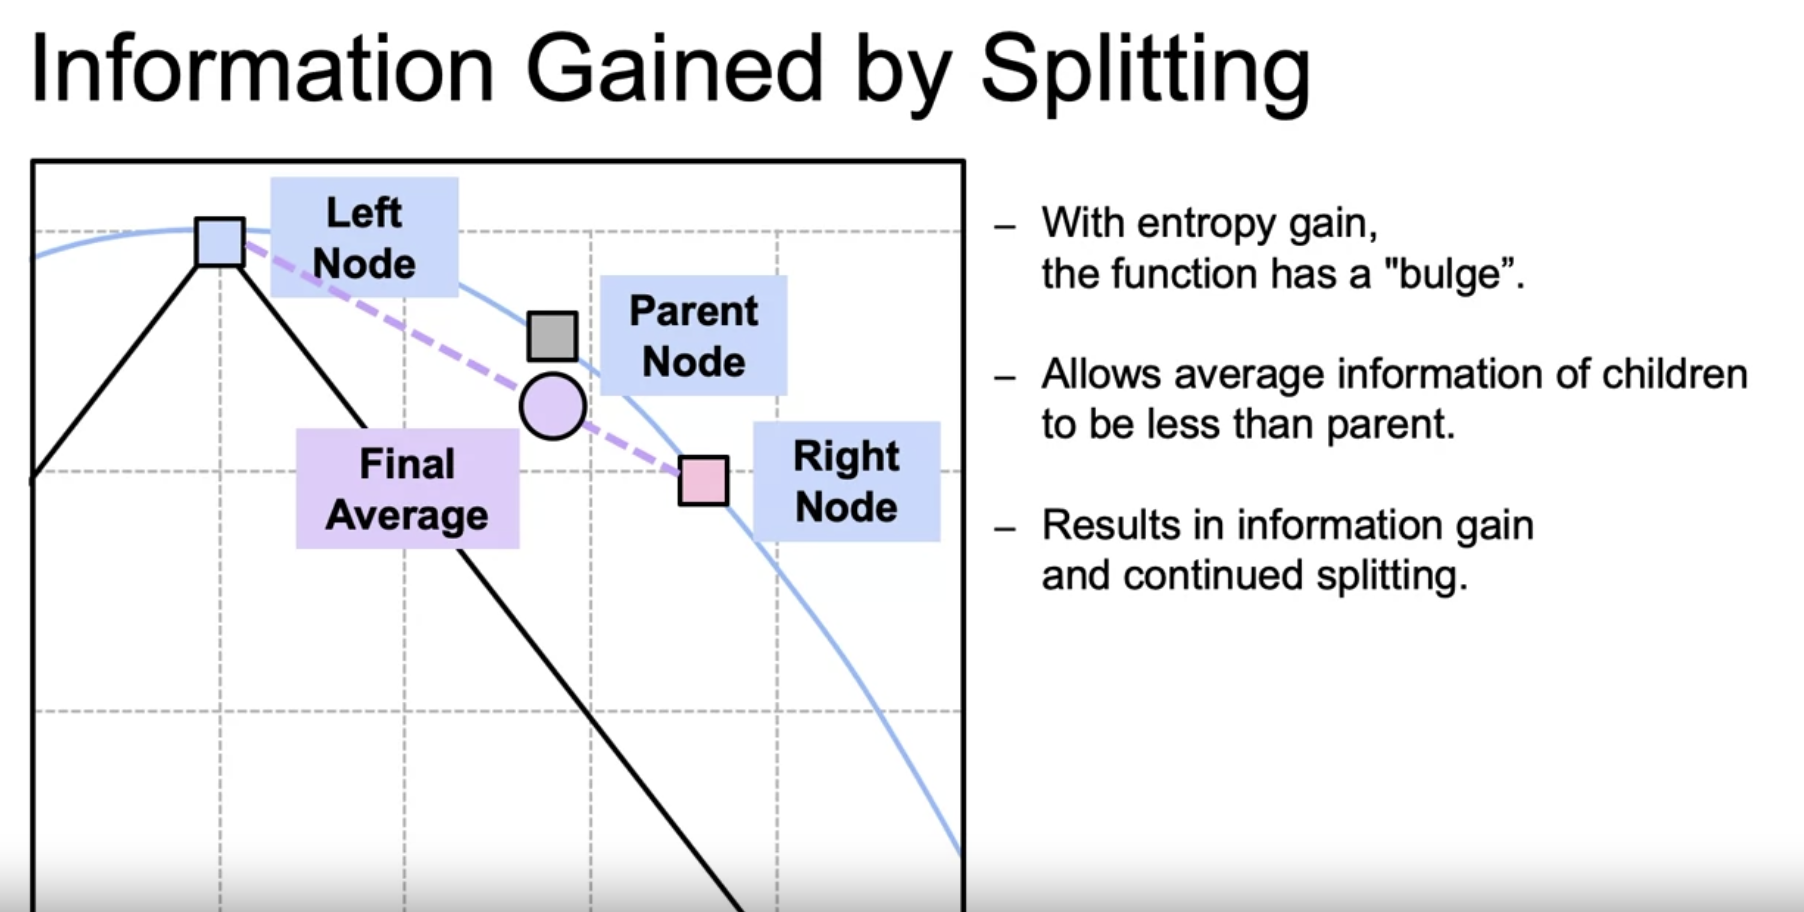 Information Gained by Splitting
Left
Node
Parent
Node
Final
Average
Right
Node
– With entropy gain,
the function has a "bulge”.
– Allows average information of children
to be less than parent.
– Results in information gain
and continued splitting.